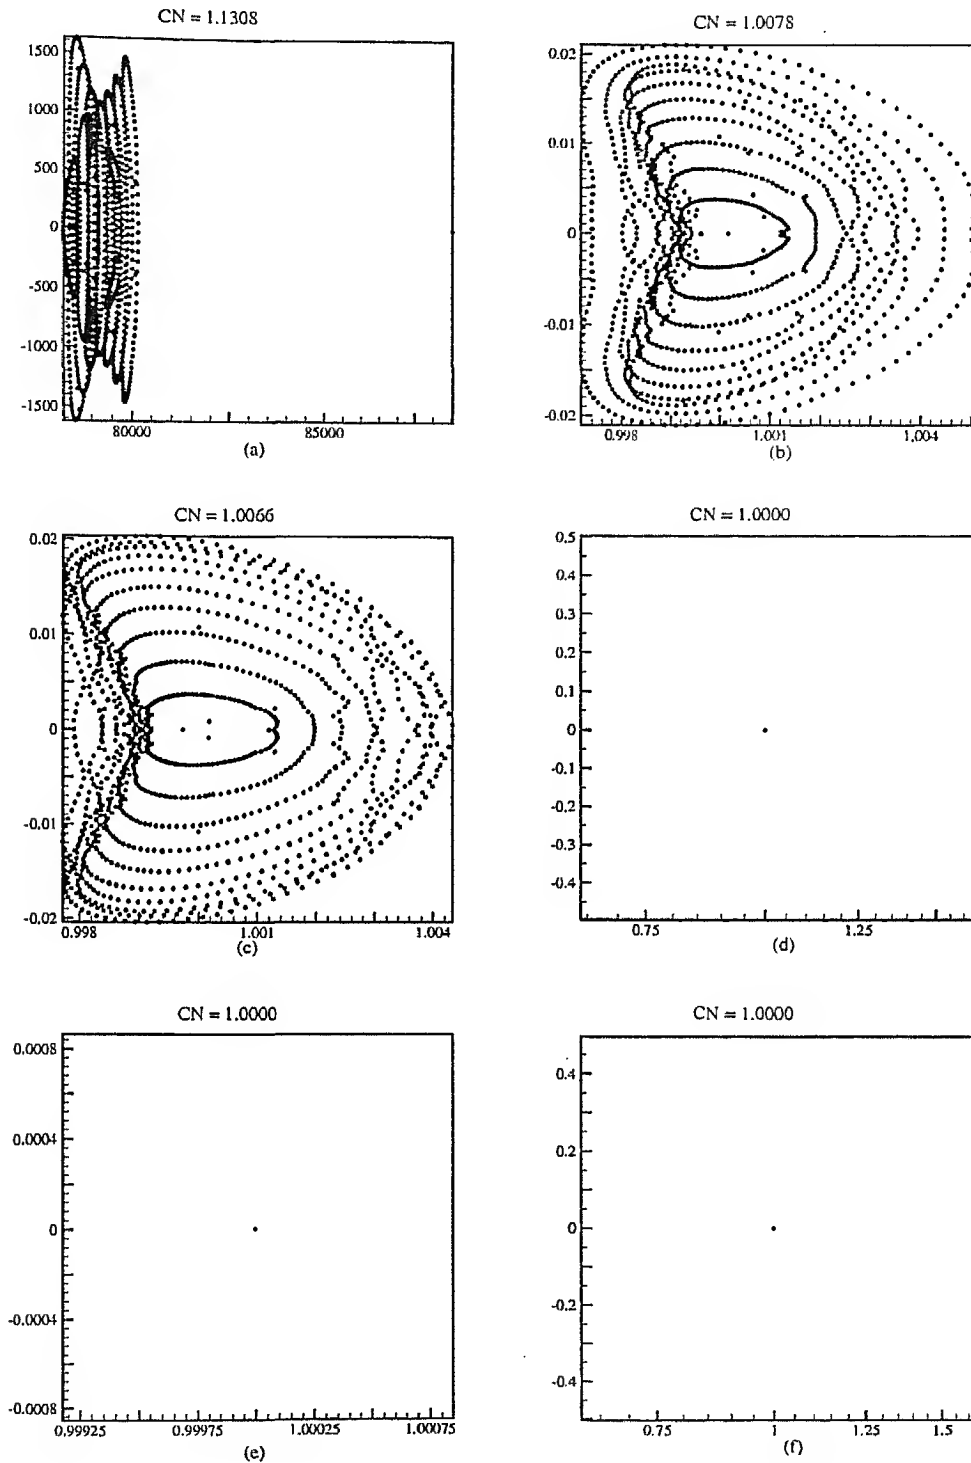 CN = 1.1308
1500
1000
500
0
-500
-1000
-1500
80000 85000
(a)
CN = 1.0078
0.02
0.01
0
-0.01
-0.02
0.998 1.001 1.004
(b)
CN = 1.0066
0.02
0.01
0
-0.01
-0.02
0.998 1.001 1.004
(c)
CN = 1.0000
0.5
0.4
0.3
0.2
0.1
0
-0.1
-0.2
-0.3
-0.4
0.75 1.25
(d)
CN = 1.0000
0.0008
0.0004
0
-0.0004
-0.0008
0.99925 0.99975 1.00025 1.00075
(e)
CN = 1.0000
0.4
0.2
0
-0.2
-0.4
0.75 1 1.25 1.5
(f)